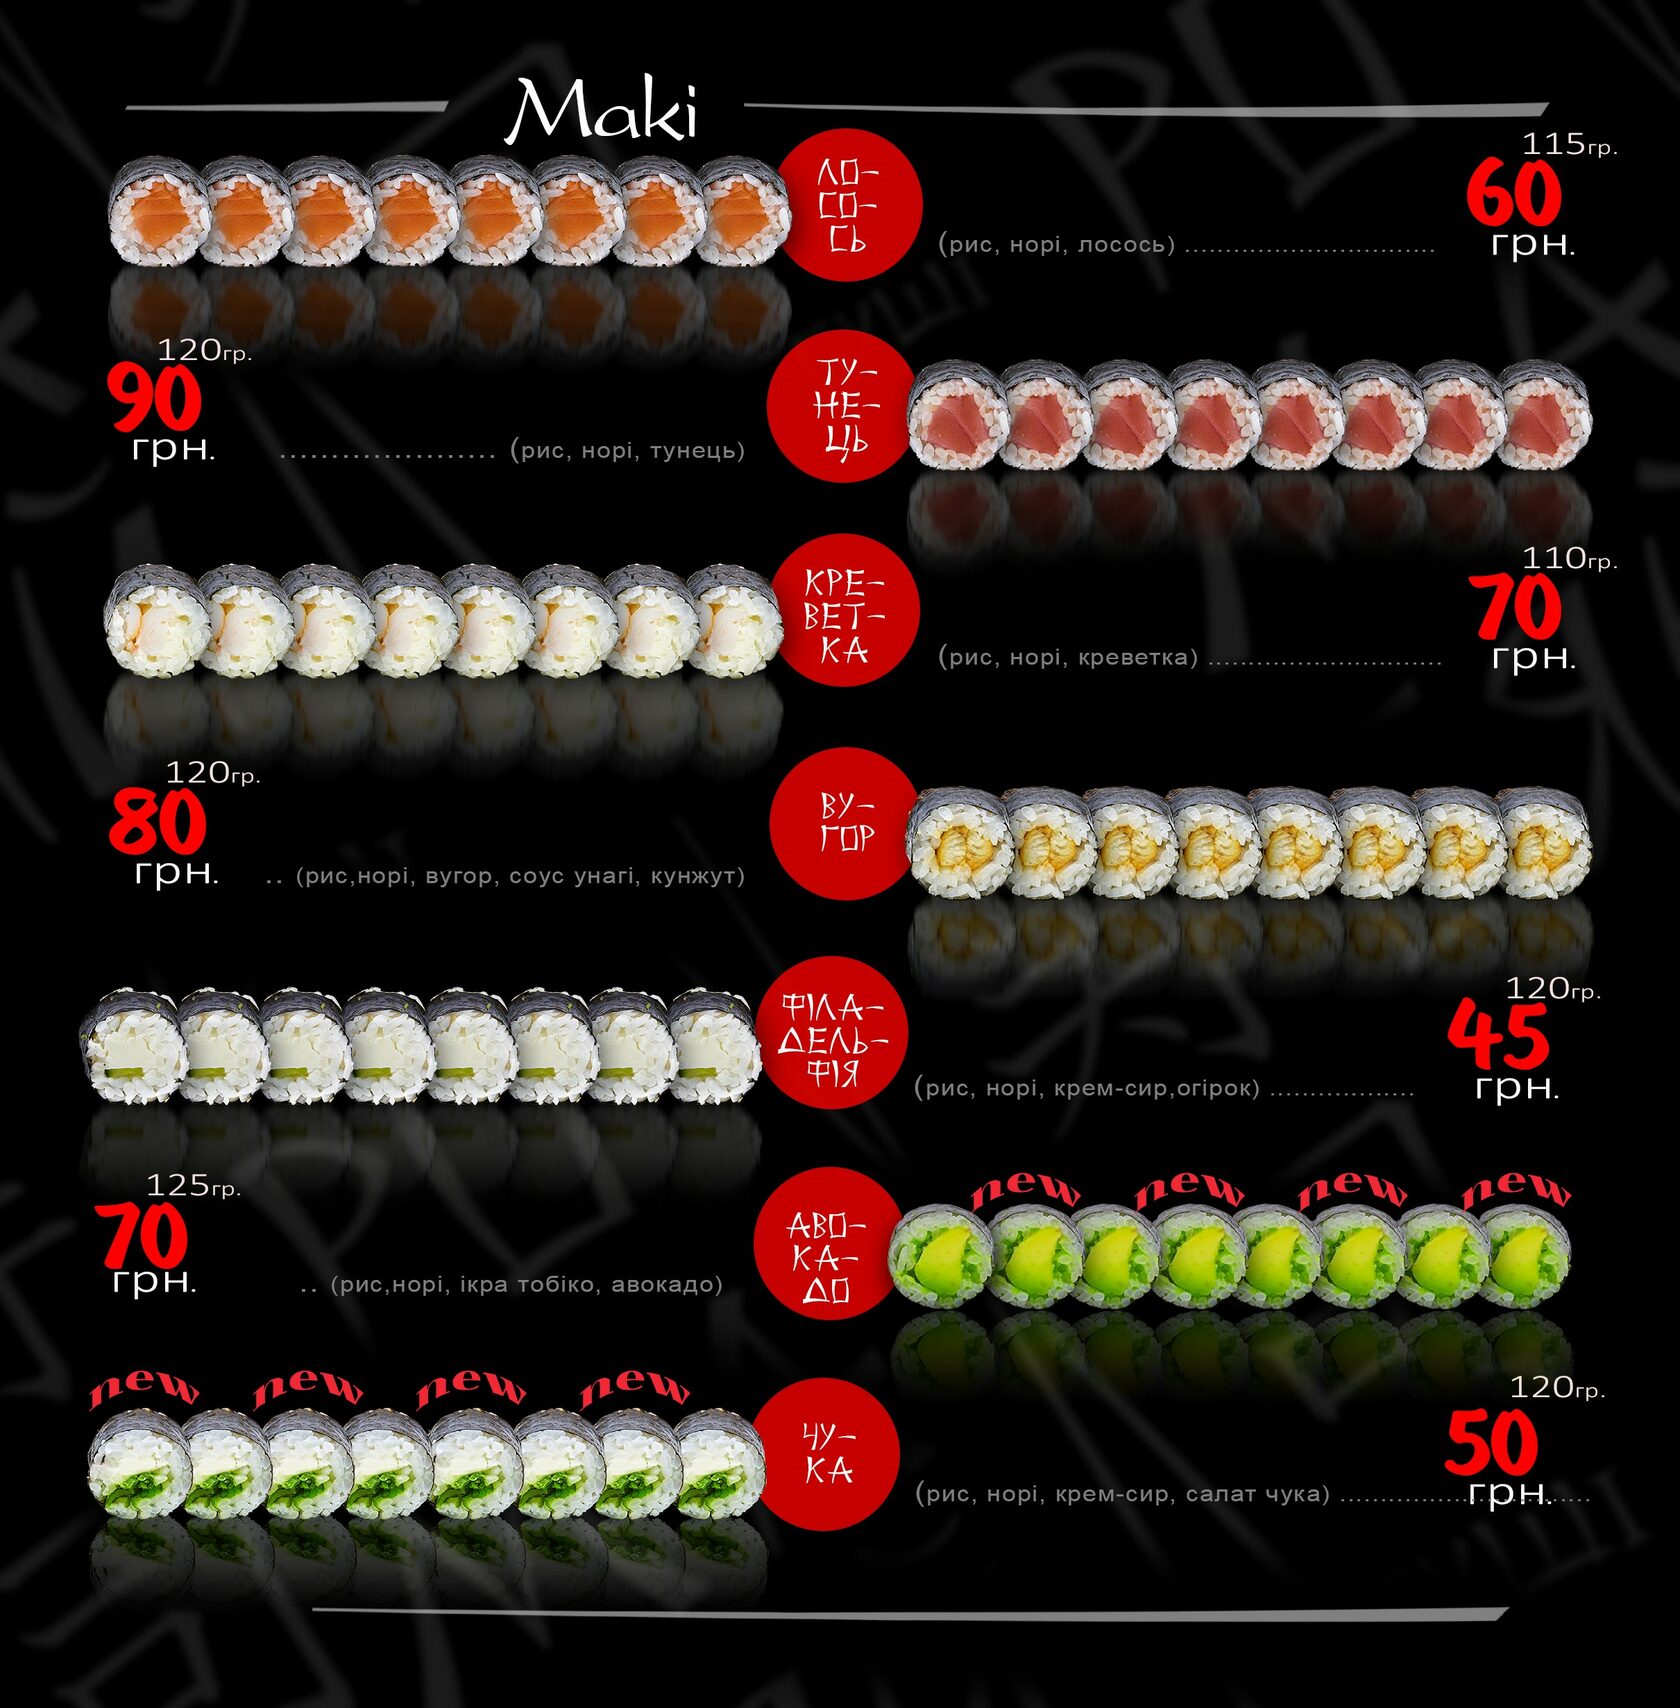 Maki
ЛО-
СО-
СЬ
115гр.
60
грн.
(рис, норі, лосось) ..............................
120гр.
90
грн.
...................... (рис, норі, тунець)
ТУ-
НЕ-
ЦЬ
КРЕ-
ВЕТ-
КА
110гр.
70
грн.
(рис, норі, креветка) ............................
120гр.
80
грн.
.. (рис,норі, вугор, соус унагі, кунжут)
ВУ-
ГОР
ФІЛА-
ДЕЛЬ-
ФІЯ
120гр.
45
грн.
(рис, норі, крем-сир,огірок) ..................
125гр.
70
грн.
.. (рис,норі, ікра тобіко, авокадо)
АВО-
КА-
ДО
new new new new
new new new new
ЧУ-
КА
120гр.
50
грн.
(рис, норі, крем-сир, салат чука) ..............................